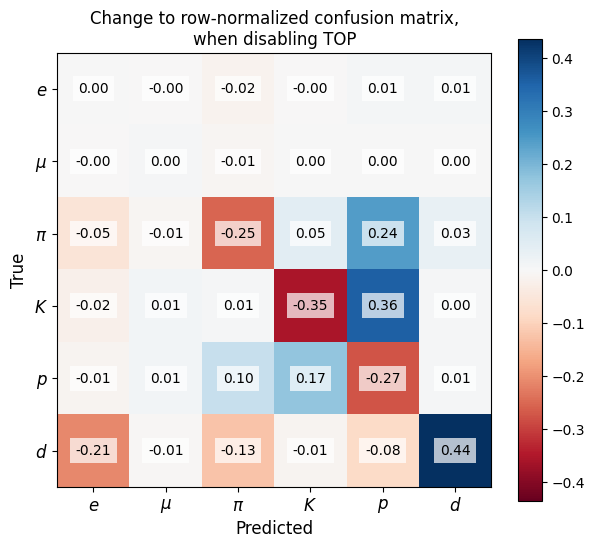 Change to row-normalized confusion matrix,
when disabling TOP
e 0.00 -0.00 -0.02 -0.00 0.01 0.01
μ -0.00 0.00 -0.01 0.00 0.00 0.00
π -0.05 -0.01 -0.25 0.05 0.24 0.03
K -0.02 0.01 0.01 -0.35 0.36 0.00
p -0.01 0.01 0.10 0.17 -0.27 0.01
d -0.21 -0.01 -0.13 -0.01 -0.08 0.44
e μ π K p d
Predicted
True
0.4
0.3
0.2
0.1
0.0
−0.1
−0.2
−0.3
−0.4